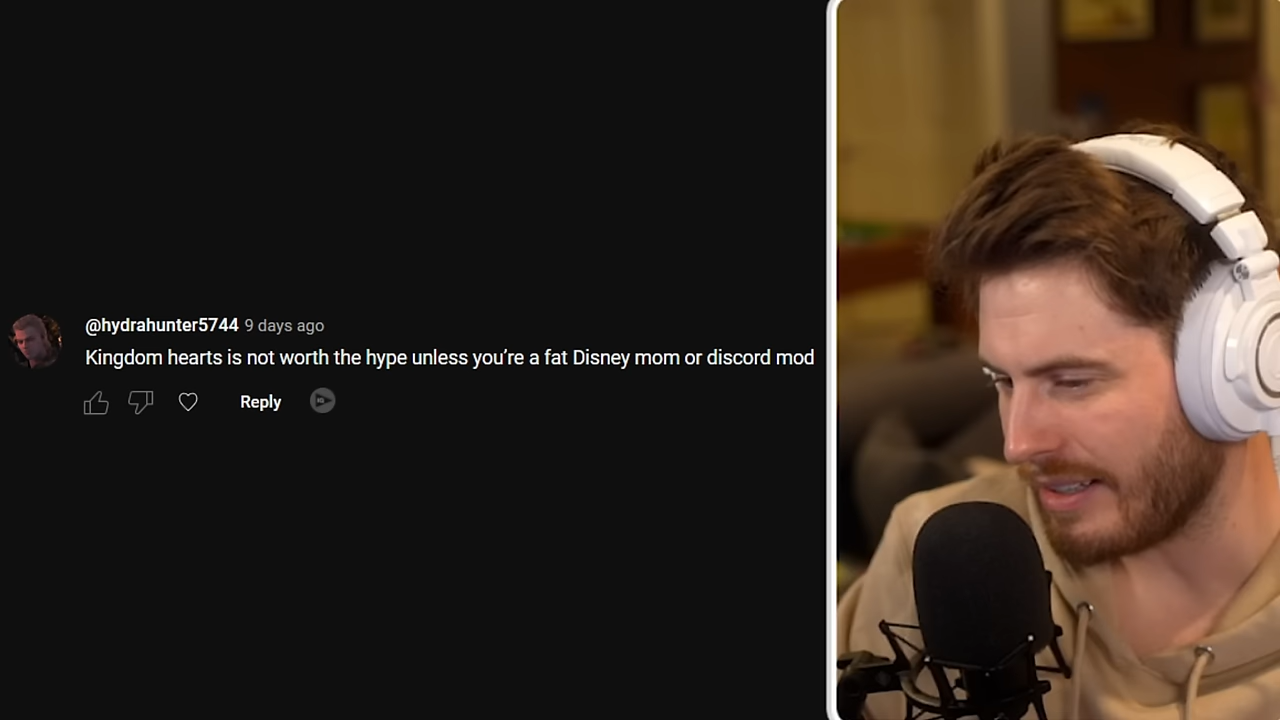 @hydrahunter5744 9 days ago
Kingdom hearts is not worth the hype unless you’re a fat Disney mom or discord mod
Reply